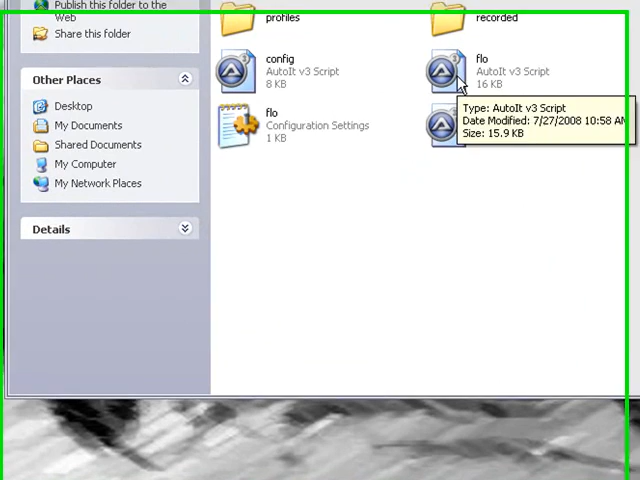 Publish this folder to the
Web
Share this folder
Other Places
Desktop
My Documents
Shared Documents
My Computer
My Network Places
Details
profiles
recorded
config
AutoIt v3 Script
8 KB
flo
AutoIt v3 Script
16 KB
flo
Configuration Settings
1 KB
Type: AutoIt v3 Script
Date Modified: 7/27/2008 10:58 AM
Size: 15.9 KB